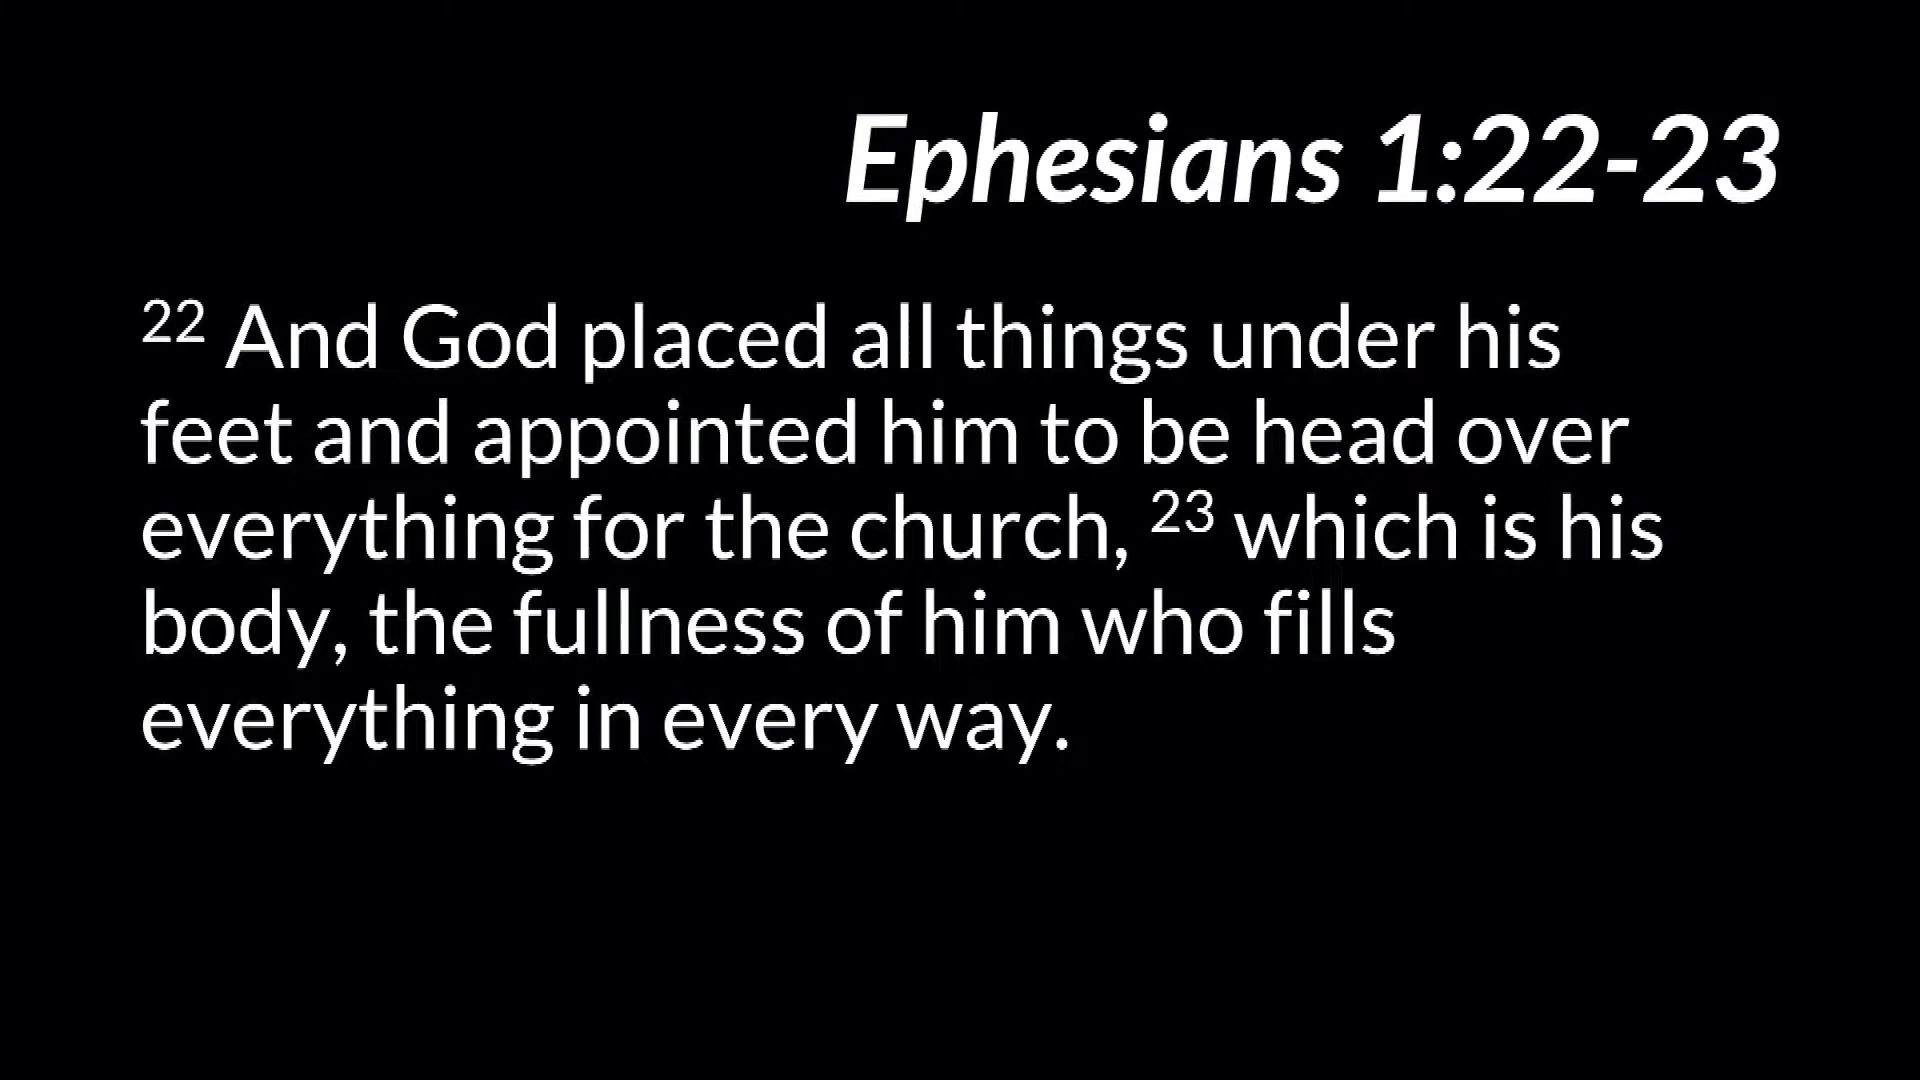 Ephesians 1:22-23
22 And God placed all things under his
feet and appointed him to be head over
everything for the church, 23 which is his
body, the fullness of him who fills
everything in every way.